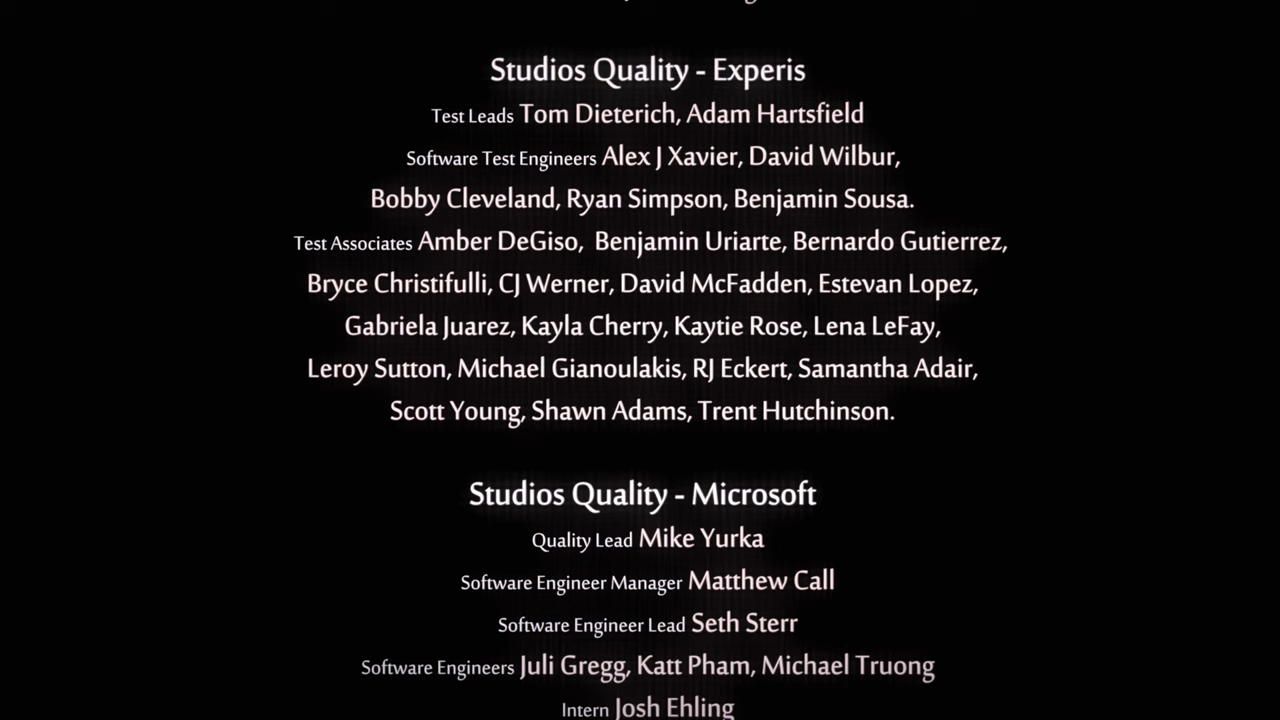 Studios Quality - Experis
Test Leads Tom Dieterich, Adam Hartsfield
Software Test Engineers Alex J Xavier, David Wilbur,
Bobby Cleveland, Ryan Simpson, Benjamin Sousa.
Test Associates Amber DeGiso,  Benjamin Uriarte, Bernardo Gutierrez,
Bryce Christifulli, CJ Werner, David McFadden, Estevan Lopez,
Gabriela Juarez, Kayla Cherry, Kaytie Rose, Lena LeFay,
Leroy Sutton, Michael Gianoulakis, RJ Eckert, Samantha Adair,
Scott Young, Shawn Adams, Trent Hutchinson.
Studios Quality - Microsoft
Quality Lead Mike Yurka
Software Engineer Manager Matthew Call
Software Engineer Lead Seth Sterr
Software Engineers Juli Gregg, Katt Pham, Michael Truong
Intern Josh Ehling